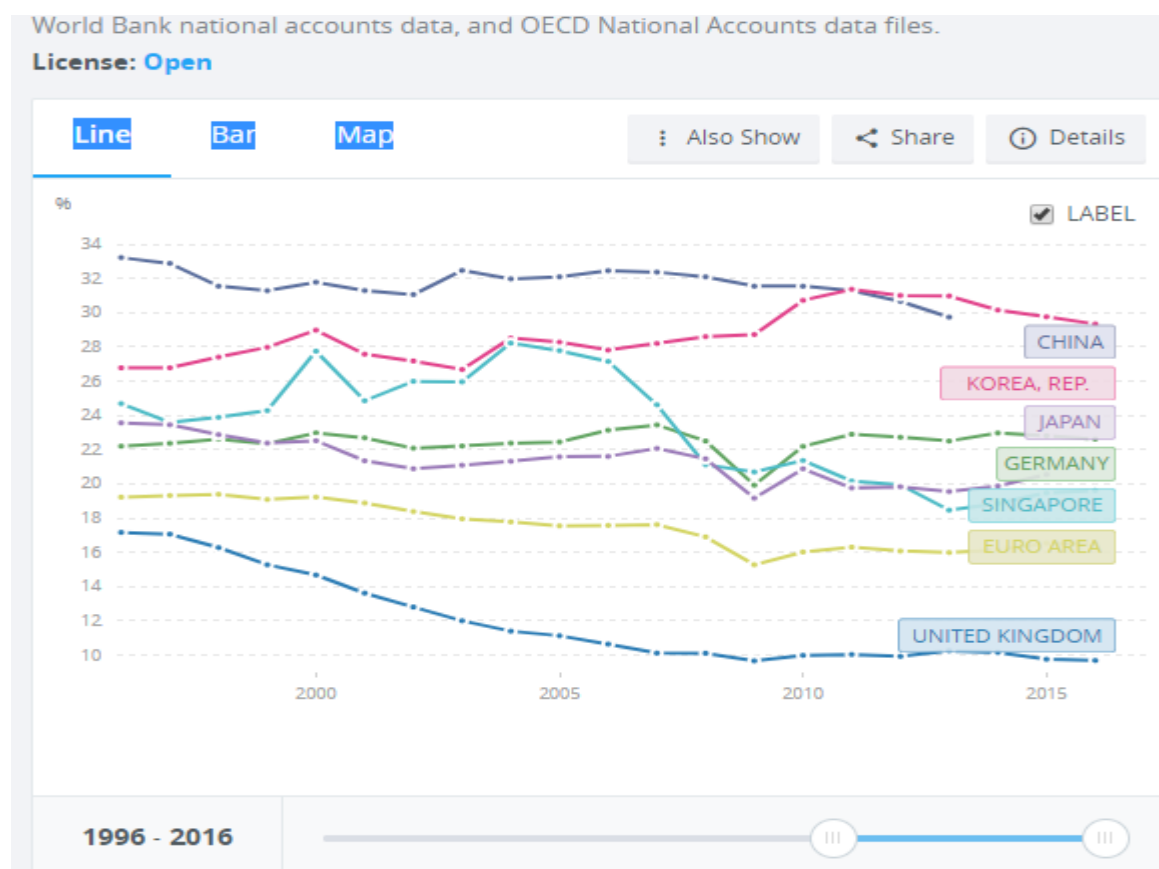 World Bank national accounts data, and OECD National Accounts data files.
License: Open
Line Bar Map Also Show Share Details
%
LABEL
34
32
30
28
26
24
22
20
18
16
14
12
10
CHINA
KOREA, REP.
JAPAN
GERMANY
SINGAPORE
EURO AREA
UNITED KINGDOM
2000 2005 2010 2015
1996 - 2016